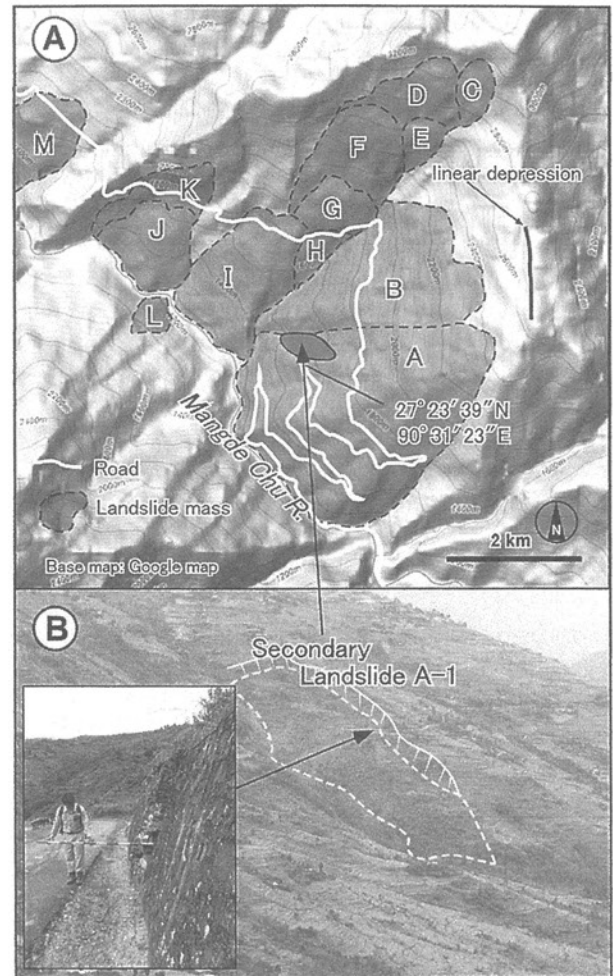 A
C
D
M
E
F
linear depression
K
G
J
H
I
B
L
A
27° 23′ 39″N
90° 31′ 23″E
Mangde Chu R.
Road
Landslide mass
2 km
N
Base map: Google map
1200m
B
Secondary
Landslide A-1